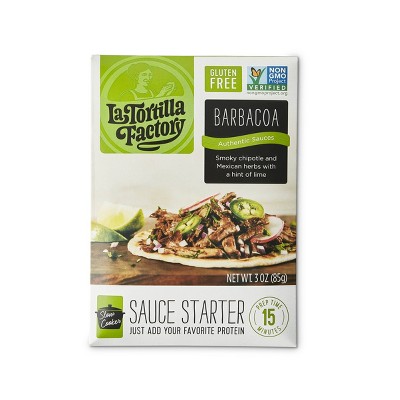 La Tortilla
Factory
GLUTEN
FREE
NON
GMO
Project
VERIFIED
nongmoproject.org
BARBACOA
Authentic Sauces
Smoky chipotle and
Mexican herbs with
a hint of lime
NET WT. 3 OZ (85g)
Slow
Cooker
SAUCE STARTER
JUST ADD YOUR FAVORITE PROTEIN
PREP TIME
15
MINUTES